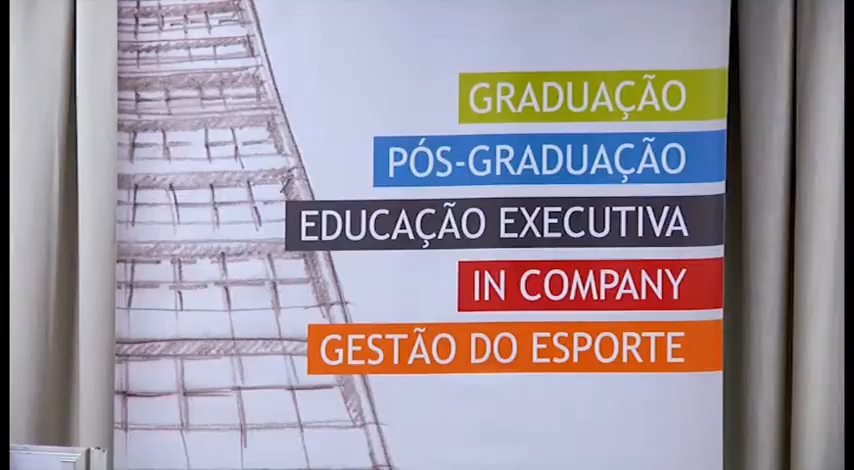 GRADUAÇÃO
PÓS-GRADUAÇÃO
EDUCAÇÃO EXECUTIVA
IN COMPANY
GESTÃO DO ESPORTE